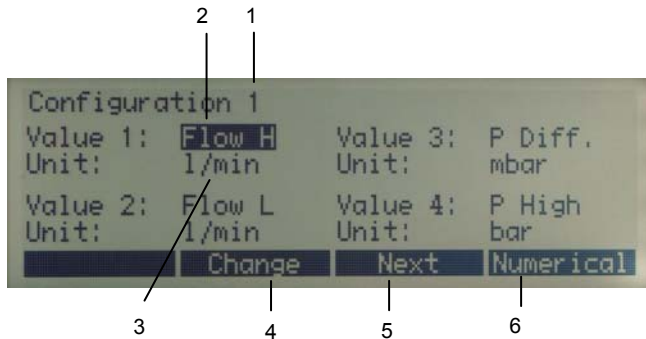 2 1
Configuration 1
Value 1: Flow H Value 3: P Diff.
Unit: l/min Unit: mbar
Value 2: Flow L Value 4: P High
Unit: l/min Unit: bar
Change Next Numerical
3 4 5 6